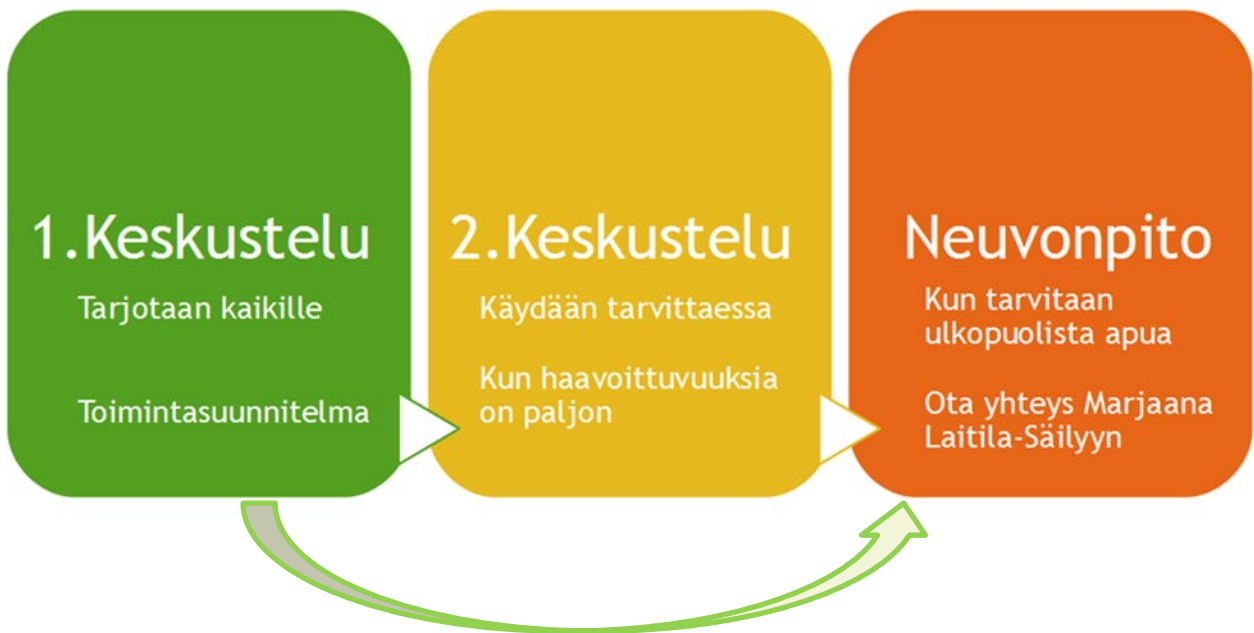 1.Keskustelu
Tarjotaan kaikille
Toimintasuunnitelma
2.Keskustelu
Käydään tarvittaessa
Kun haavoittuvuuksia
on paljon
Neuvonpito
Kun tarvitaan
ulkopuolista apua
Ota yhteys Marjaana
Laitila-Säilyyn